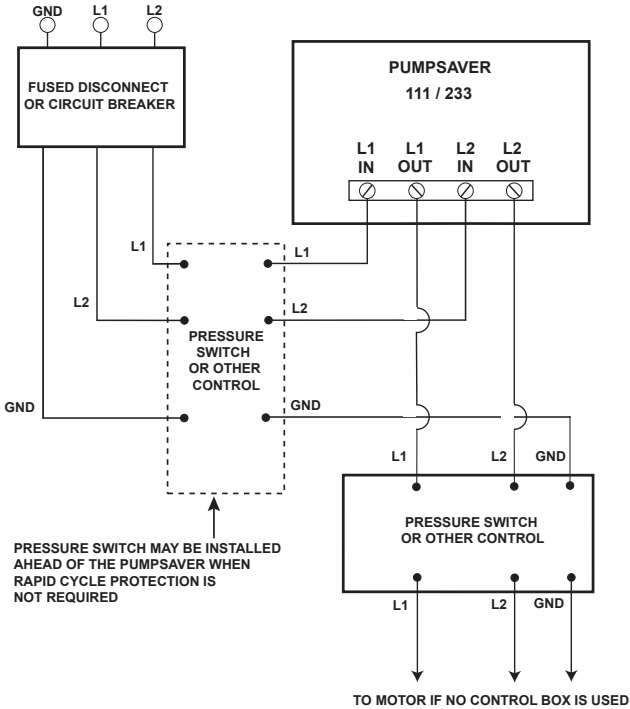 GND L1 L2
FUSED DISCONNECT
OR CIRCUIT BREAKER
PUMPSAVER
111 / 233
L1 L1 L2 L2
IN OUT IN OUT
L1
L1
L2
L2
PRESSURE
SWITCH
OR OTHER
CONTROL
GND
GND
L1 L2 GND
PRESSURE SWITCH
OR OTHER CONTROL
PRESSURE SWITCH MAY BE INSTALLED
AHEAD OF THE PUMPSAVER WHEN
RAPID CYCLE PROTECTION IS
NOT REQUIRED
L1 L2 GND
TO MOTOR IF NO CONTROL BOX IS USED